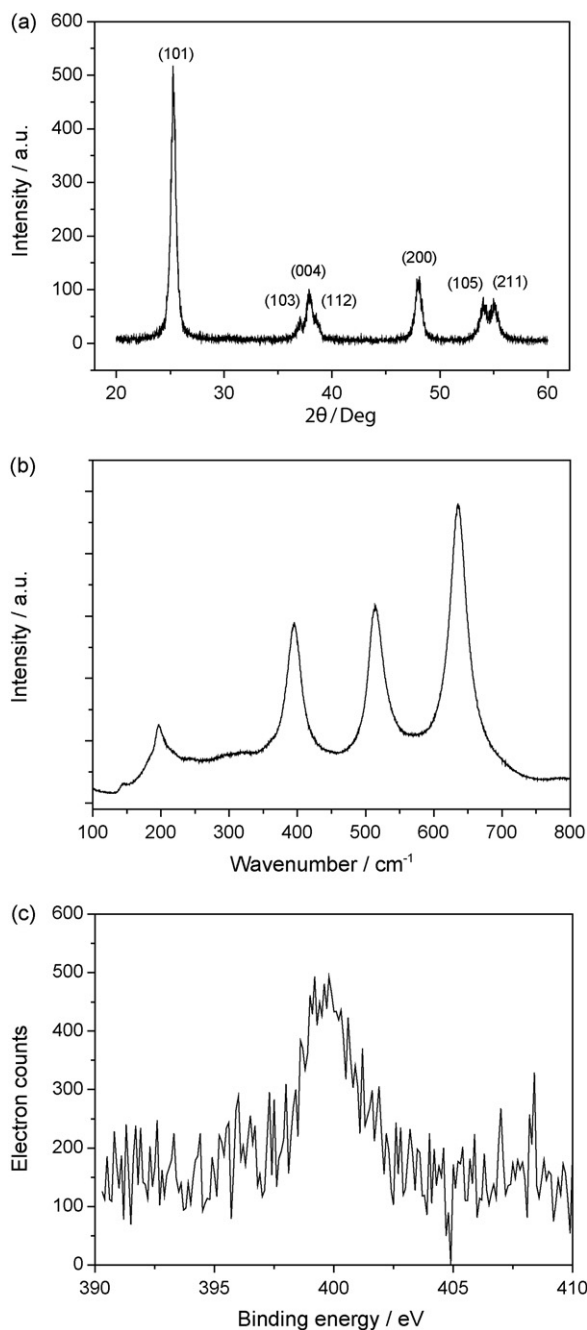 (a)
600
500
400
300
200
100
0
Intensity / a.u.
(101)
(103)
(004)
(112)
(200)
(105)
(211)
20 30 40 50 60
2θ / Deg
(b)
Intensity / a.u.
100 200 300 400 500 600 700 800
Wavenumber / cm⁻¹
(c)
600
500
400
300
200
100
0
Electron counts
390 395 400 405 410
Binding energy / eV